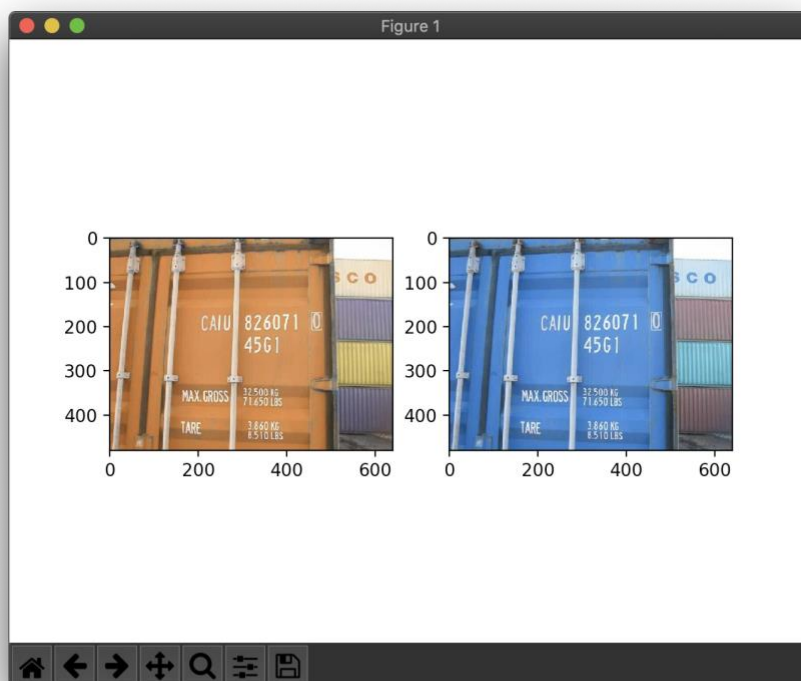 Figure 1
0
100
200
300
400
0 200 400 600
SCO
CAIU 826071 0
45G1
MAX.GROSS 32.500 KG
71.650 LBS
TARE 3.860 KG
8.510 LBS
0
100
200
300
400
0 200 400 600
SCO
CAIU 826071 0
45G1
MAX.GROSS 32.500 KG
71.650 LBS
TARE 3.860 KG
8.510 LBS